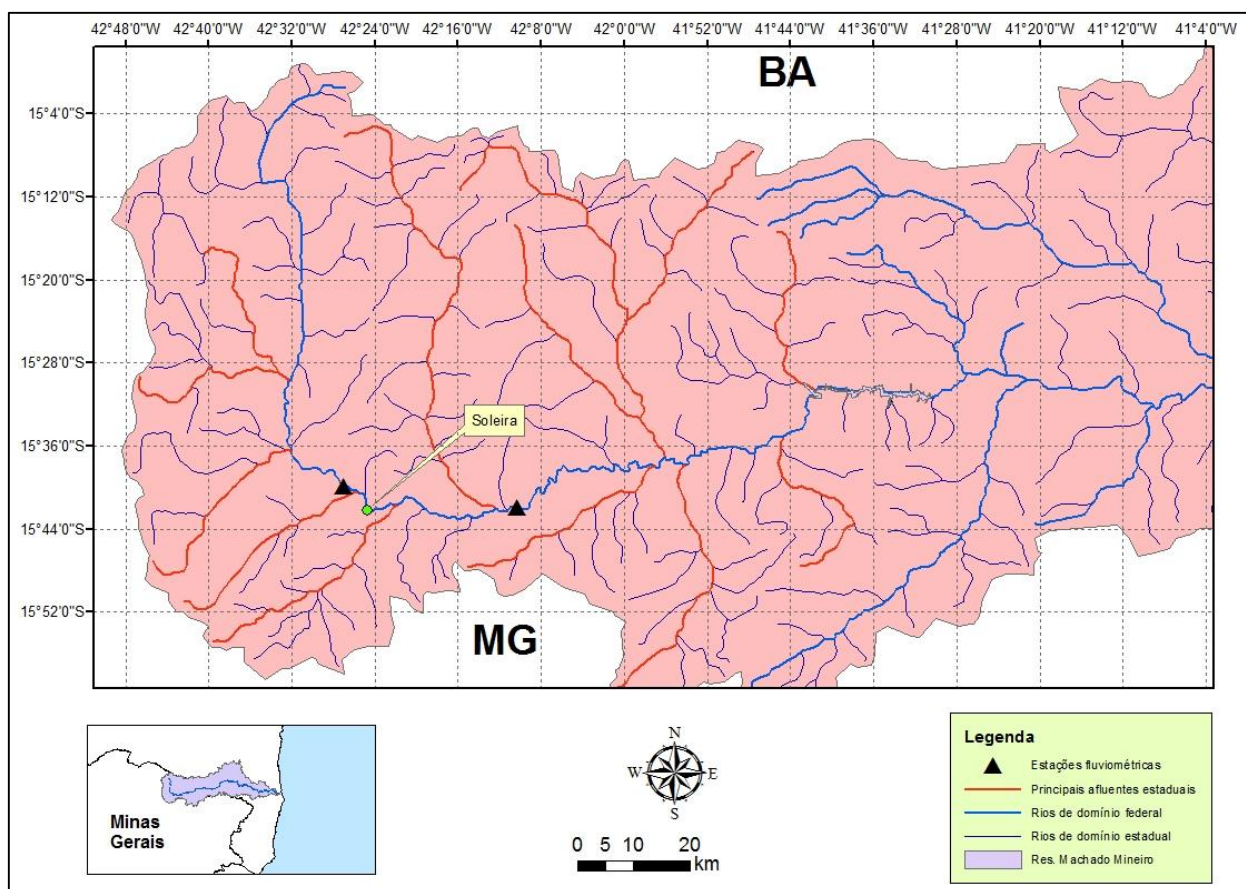 42°48'0"W 42°40'0"W 42°32'0"W 42°24'0"W 42°16'0"W 42°8'0"W 42°0'0"W 41°52'0"W 41°44'0"W 41°36'0"W 41°28'0"W 41°20'0"W 41°12'0"W 41°4'0"W
BA
15°4'0"S
15°12'0"S
15°20'0"S
15°28'0"S
15°36'0"S
15°44'0"S
15°52'0"S
Soleira
MG
Minas
Gerais
N
W E
S
0 5 10 20
km
Legenda
Estações fluviométricas
Principais afluentes estaduais
Rios de domínio federal
Rios de domínio estadual
Res. Machado Mineiro